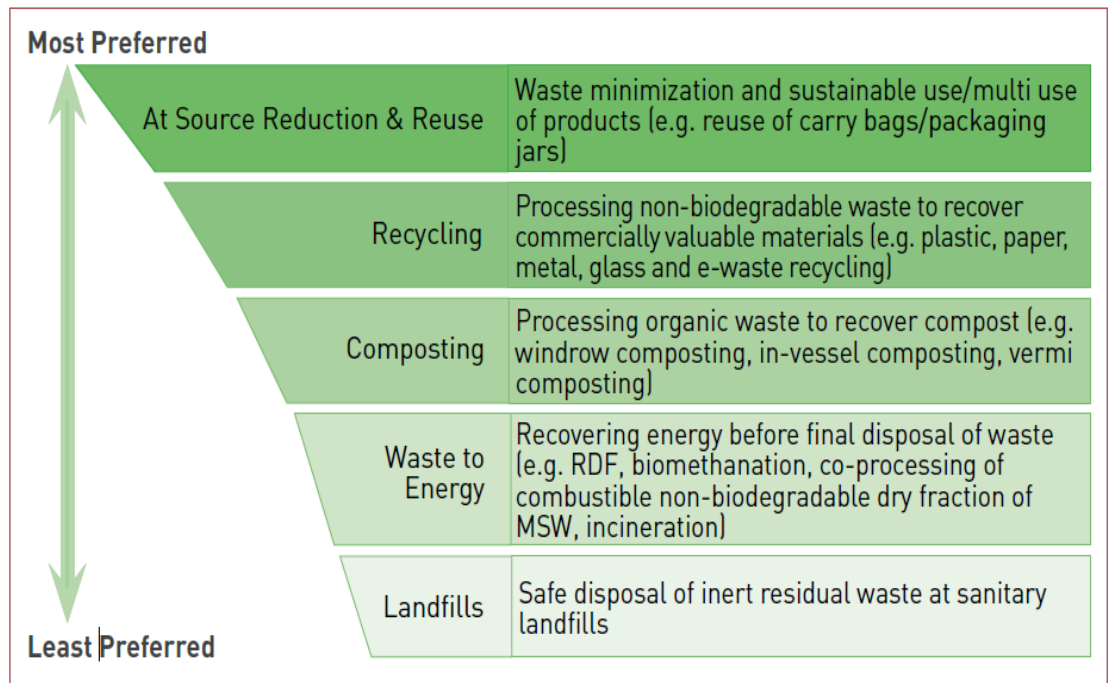 Most Preferred
At Source Reduction & Reuse
Waste minimization and sustainable use/multi use
of products (e.g. reuse of carry bags/packaging
jars)
Recycling
Processing non-biodegradable waste to recover
commercially valuable materials (e.g. plastic, paper,
metal, glass and e-waste recycling)
Composting
Processing organic waste to recover compost (e.g.
windrow composting, in-vessel composting, vermi
composting)
Waste to
Energy
Recovering energy before final disposal of waste
(e.g. RDF, biomethanation, co-processing of
combustible non-biodegradable dry fraction of
MSW, incineration)
Landfills
Safe disposal of inert residual waste at sanitary
landfills
Least Preferred